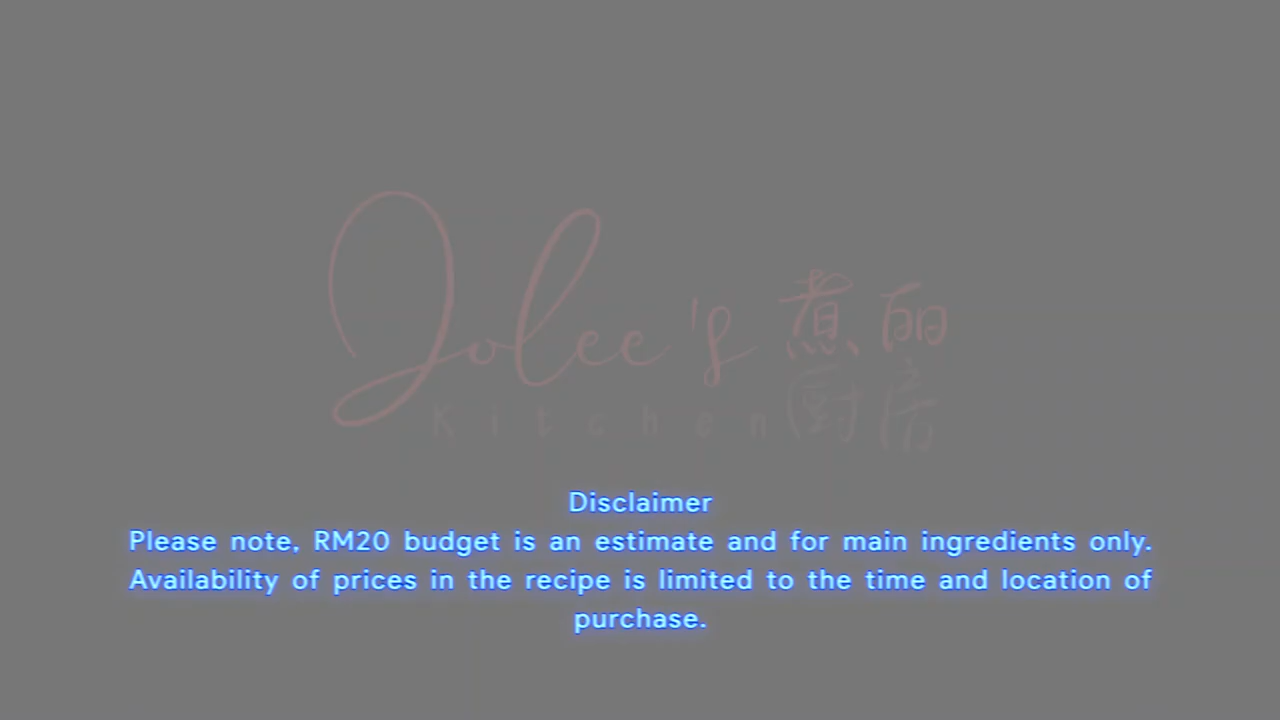 Jolee's 煮丽
Kitchen 厨房
Disclaimer
Please note, RM20 budget is an estimate and for main ingredients only.
Availability of prices in the recipe is limited to the time and location of
purchase.